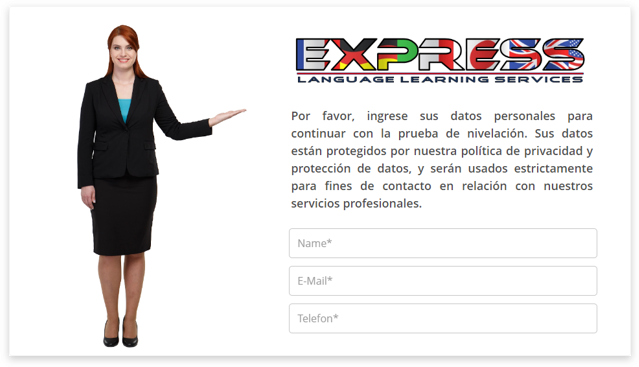 EXPRESS
LANGUAGE LEARNING SERVICES
Por favor, ingrese sus datos personales para
continuar con la prueba de nivelación. Sus datos
están protegidos por nuestra política de privacidad y
protección de datos, y serán usados estrictamente
para fines de contacto en relación con nuestros
servicios profesionales.
Name*
E-Mail*
Telefon*